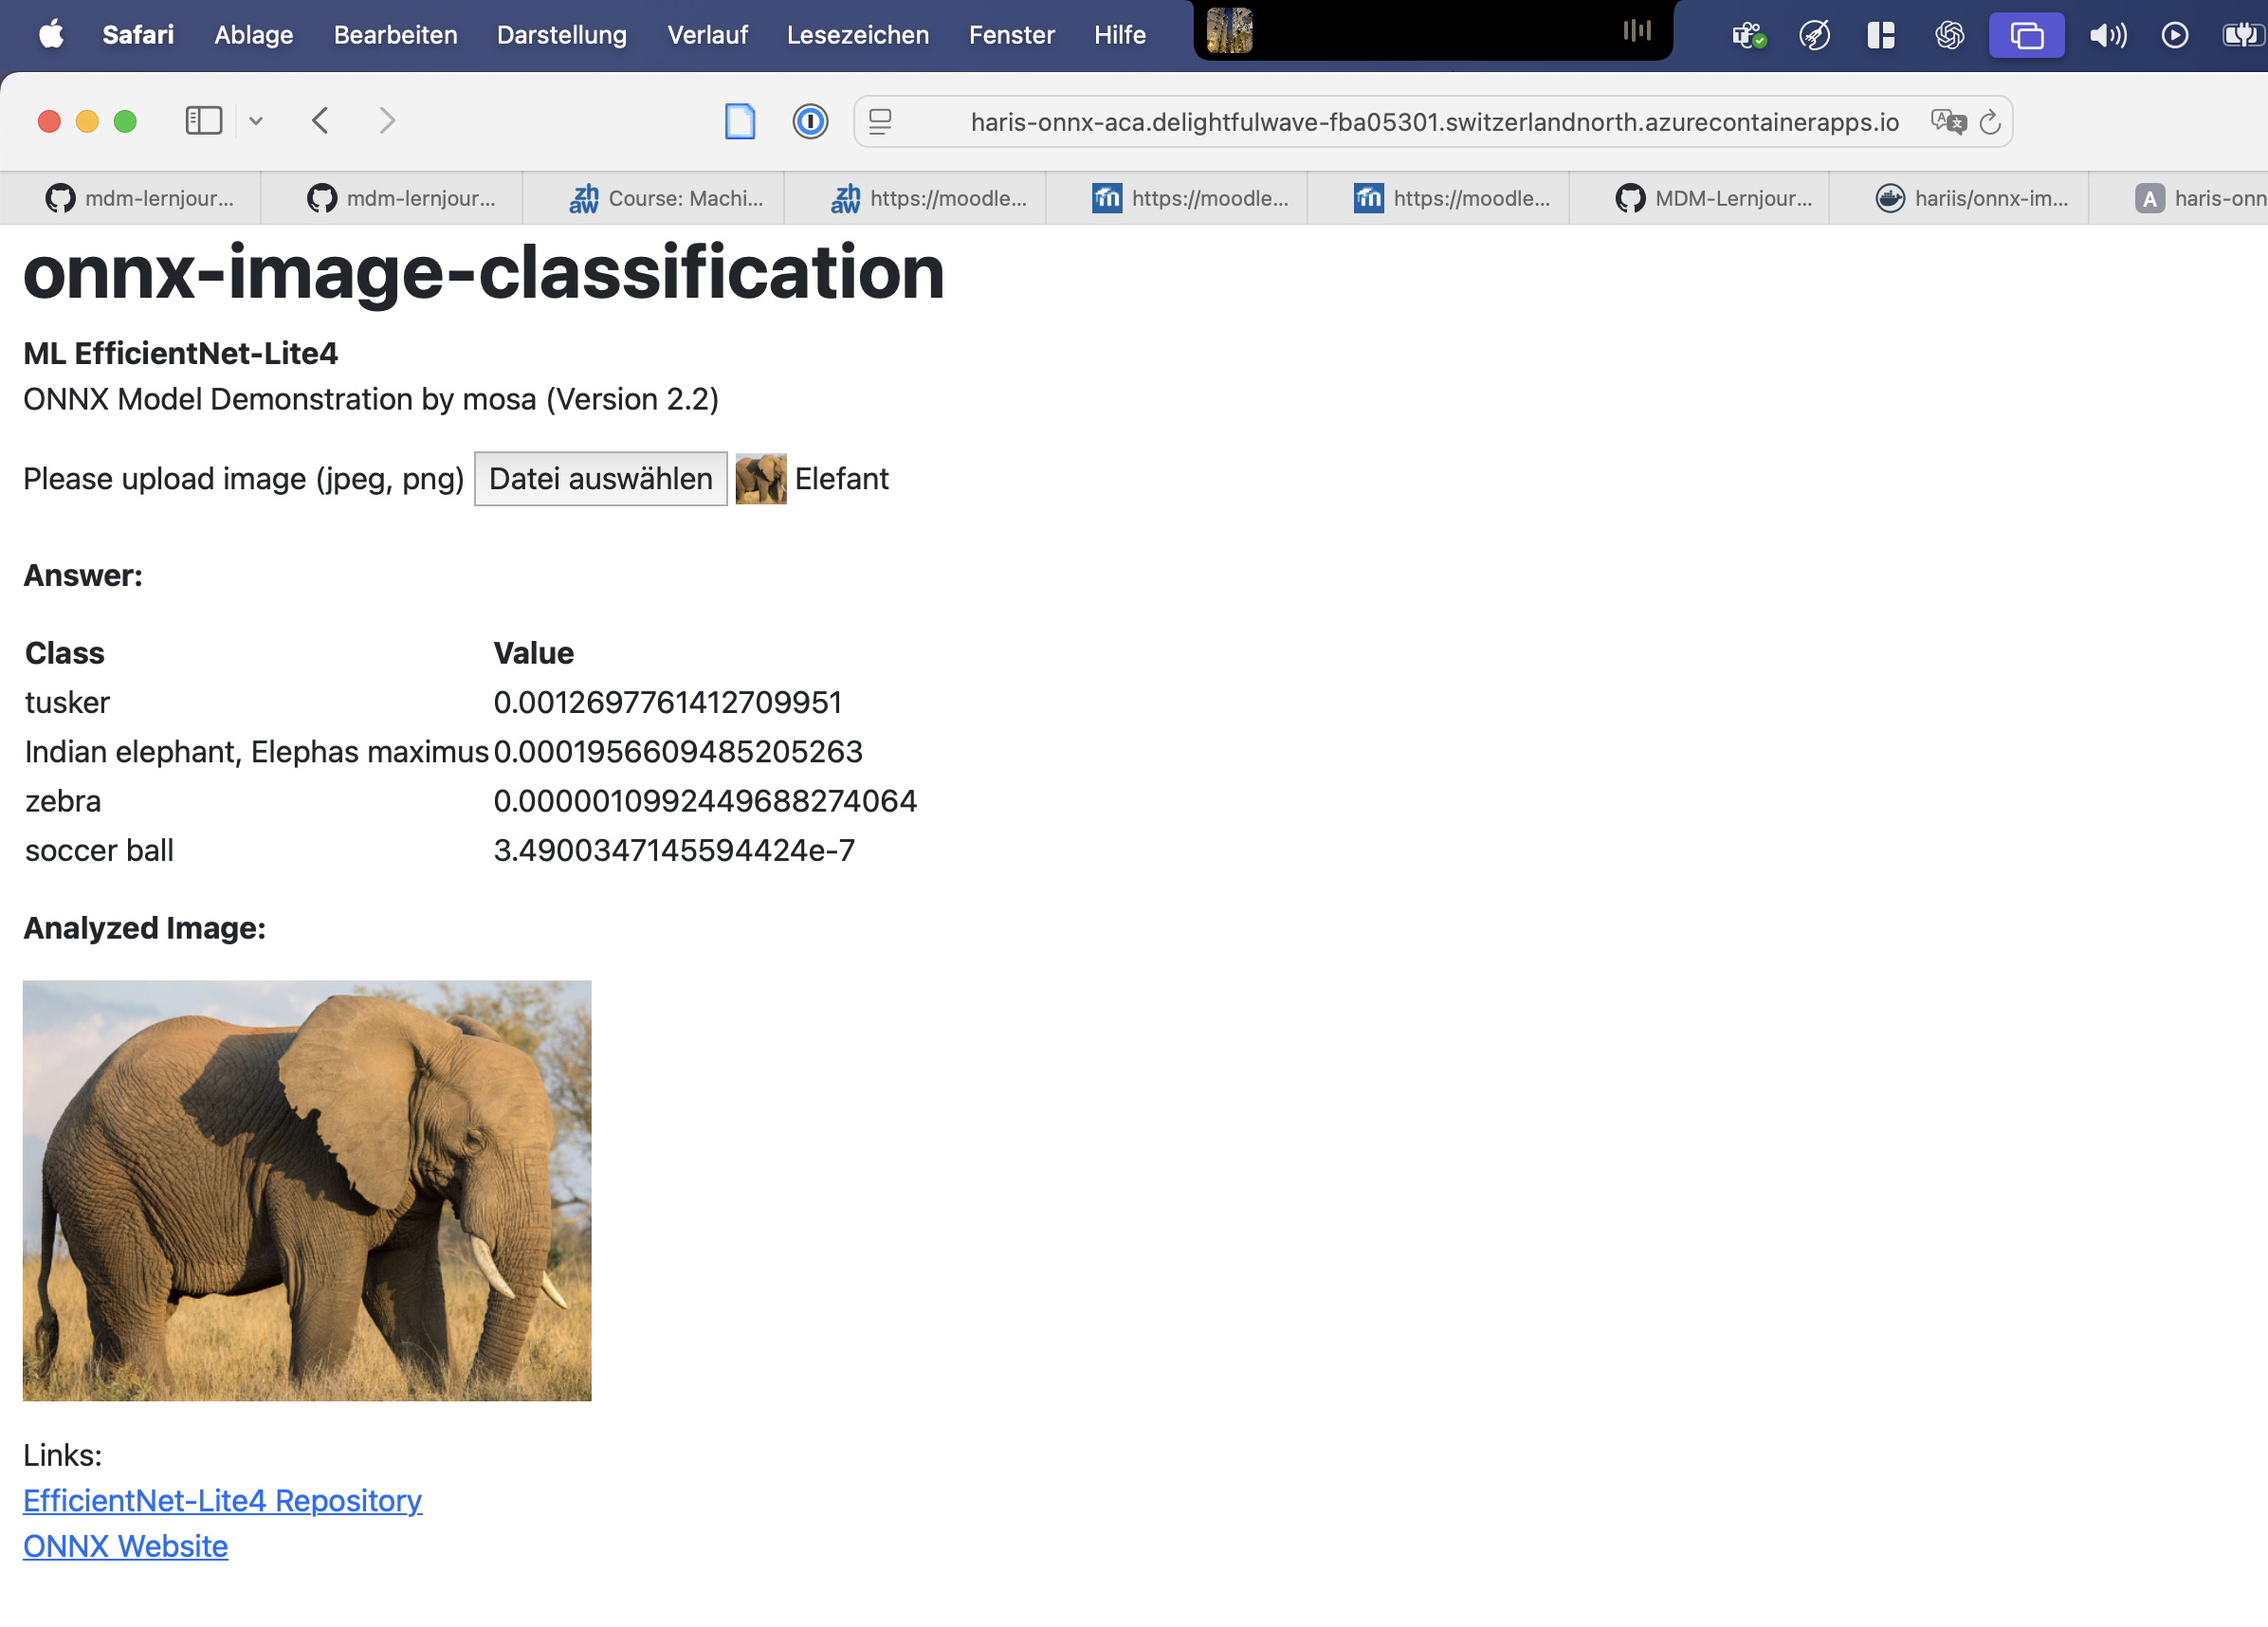 Safari Ablage Bearbeiten Darstellung Verlauf Lesezeichen Fenster Hilfe
haris-onnx-aca.delightfulwave-fba05301.switzerlandnorth.azurecontainerapps.io
mdm-lernjour... mdm-lernjour... zhaw Course: Machi... zhaw https://moodle... https://moodle... https://moodle... MDM-Lernjour... hariis/onnx-im... A haris-onn
onnx-image-classification
ML EfficientNet-Lite4
ONNX Model Demonstration by mosa (Version 2.2)
Please upload image (jpeg, png) Datei auswählen Elefant
Answer:
Class Value
tusker 0.0012697761412709951
Indian elephant, Elephas maximus 0.0001956609485205263
zebra 0.0000010992449688274064
soccer ball 3.4900347145594424e-7
Analyzed Image:
Links:
EfficientNet-Lite4 Repository
ONNX Website